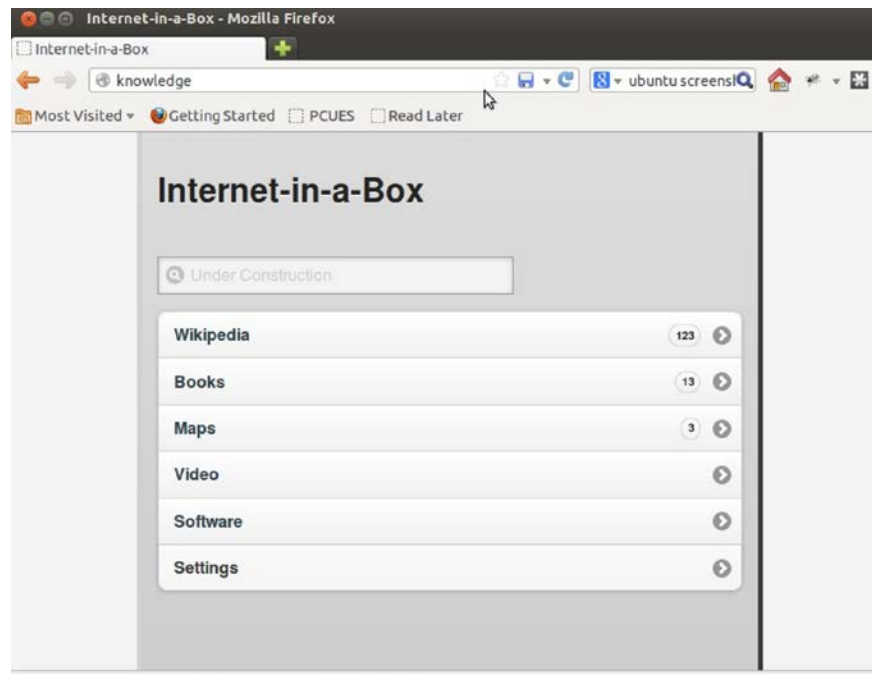 Internet-in-a-Box - Mozilla Firefox
Internet-in-a-Box
knowledge ubuntu screensl
Most Visited Getting Started PCUES Read Later
Internet-in-a-Box
Under Construction
Wikipedia 123
Books 13
Maps 3
Video
Software
Settings